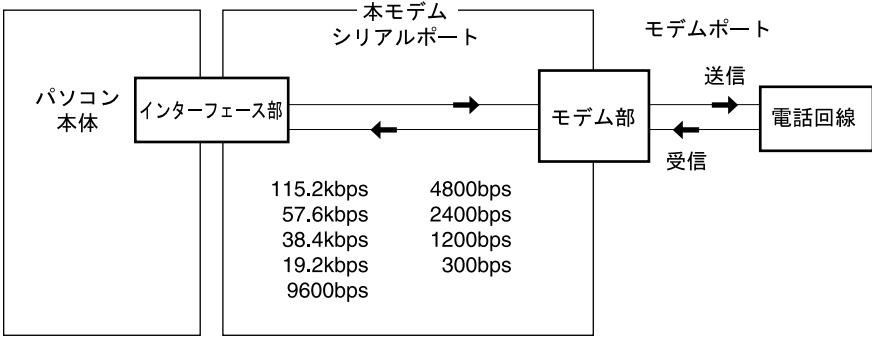 本モデム
シリアルポート
モデムポート
パソコン
本体
インターフェース部
モデム部
送信
受信
電話回線
115.2kbps
57.6kbps
38.4kbps
19.2kbps
9600bps
4800bps
2400bps
1200bps
300bps